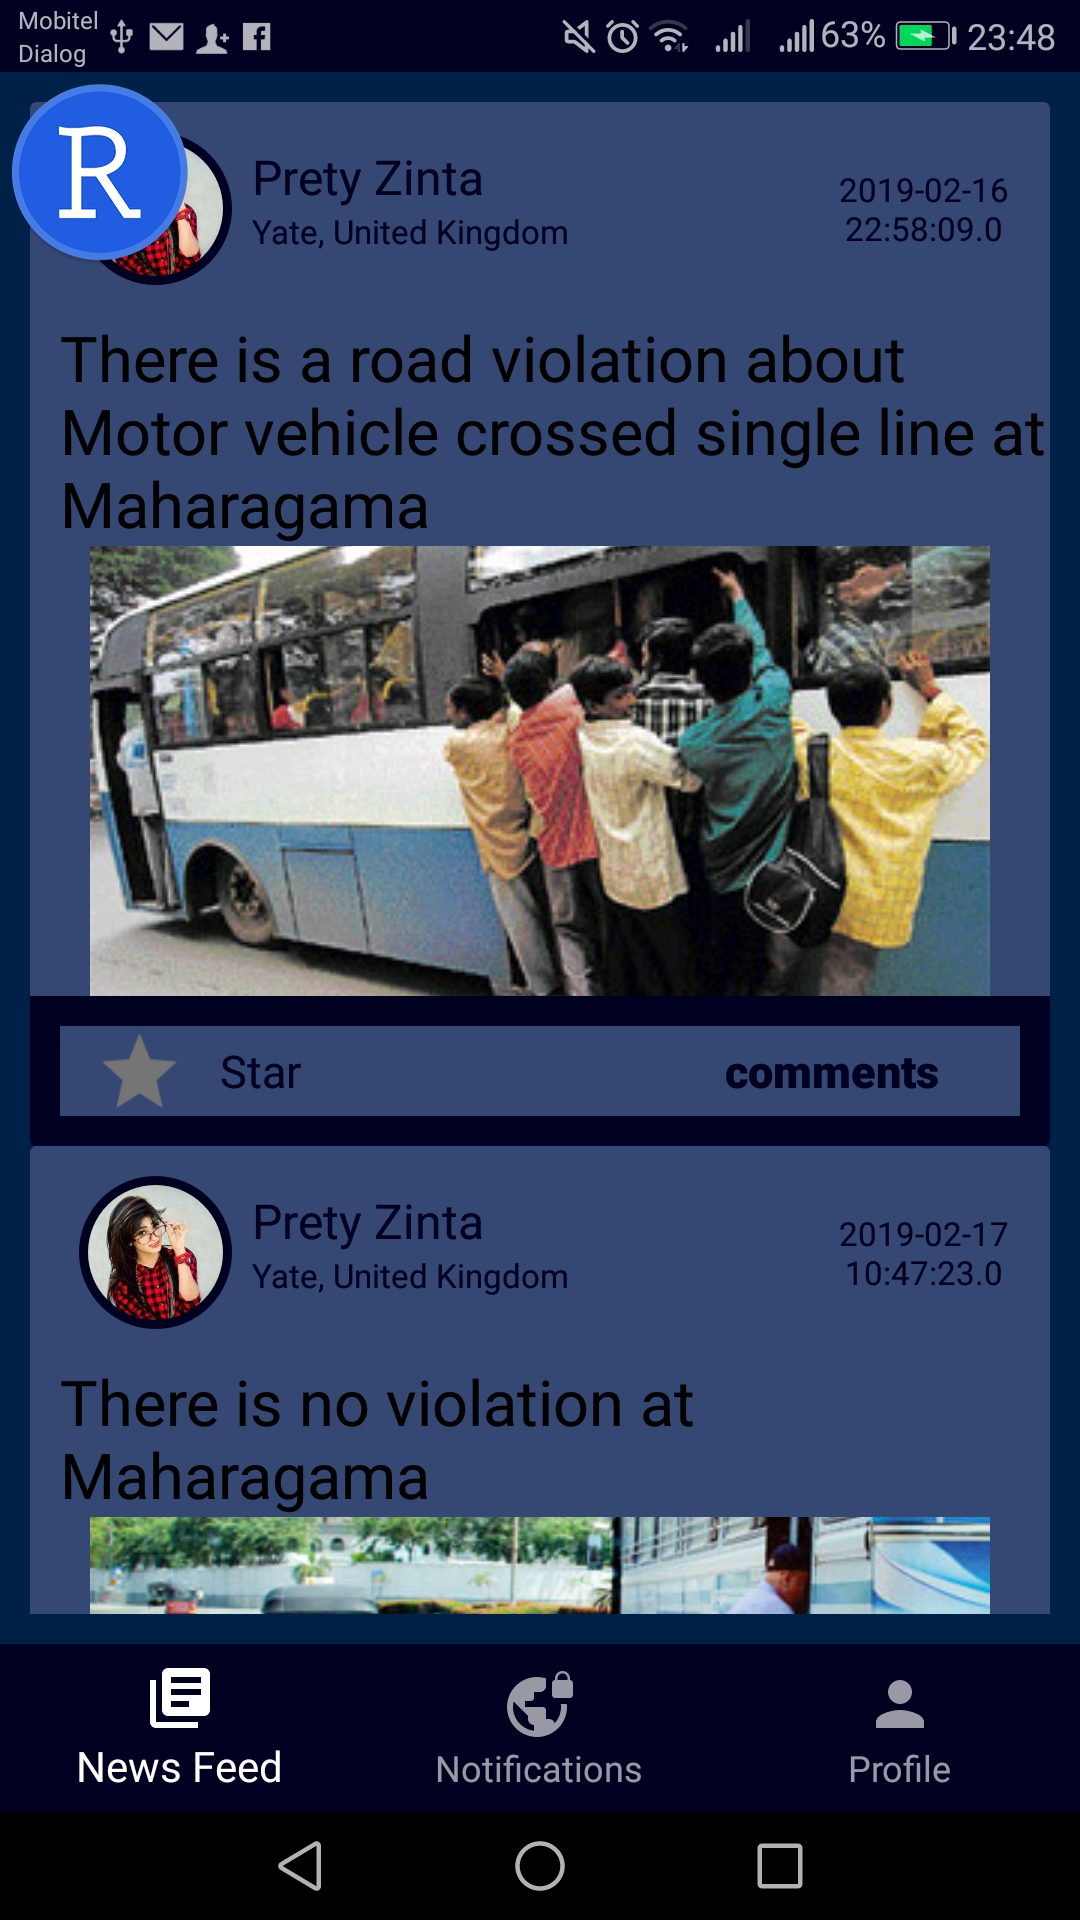 Mobitel
Dialog
63%
23:48
R
Prety Zinta
Yate, United Kingdom
2019-02-16
22:58:09.0
There is a road violation about
Motor vehicle crossed single line at
Maharagama
Star
comments
Prety Zinta
Yate, United Kingdom
2019-02-17
10:47:23.0
There is no violation at
Maharagama
News Feed
Notifications
Profile